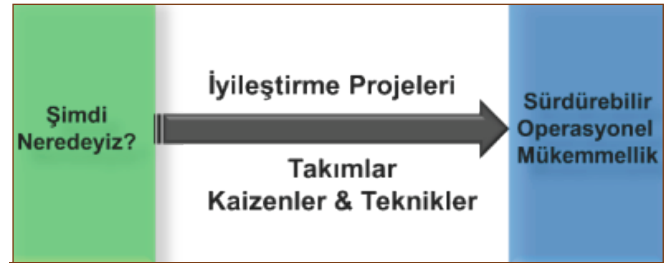 Şimdi
Neredeyiz?
İyileştirme Projeleri
Takımlar
Kaizenler & Teknikler
Sürdürebilir
Operasyonel
Mükemmellik